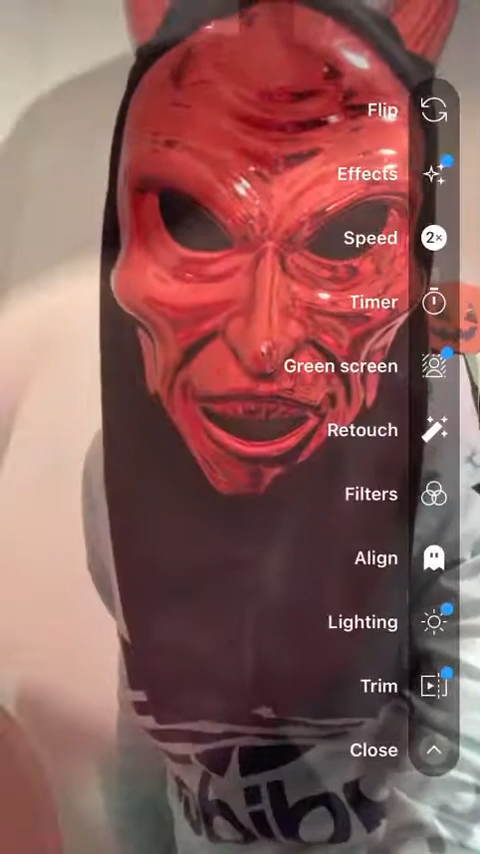 Flip
Effects
Speed
2×
Timer
Green screen
Retouch
Filters
Align
Lighting
Trim
Close